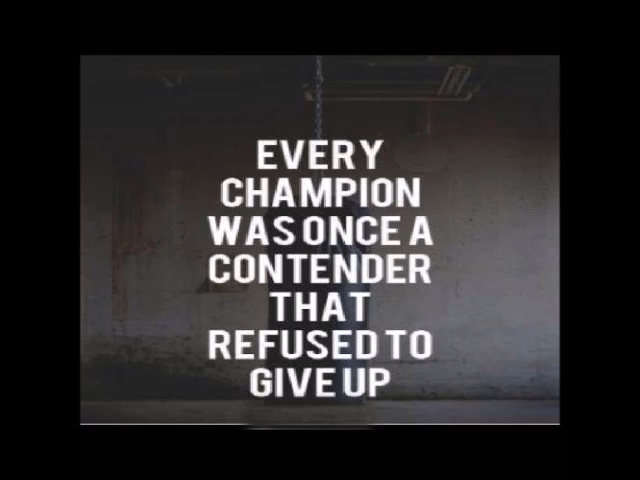 EVERY
CHAMPION
WAS ONCE A
CONTENDER
THAT
REFUSED TO
GIVE UP